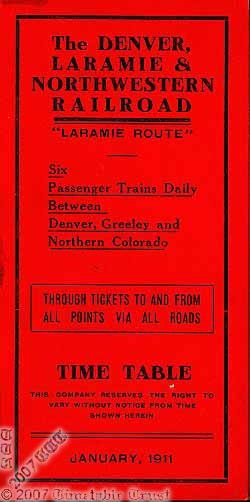 The DENVER,
LARAMIE &
NORTHWESTERN
RAILROAD
"LARAMIE ROUTE"
Six
Passenger Trains Daily
Between
Denver, Greeley and
Northern Colorado
THROUGH TICKETS TO AND FROM
ALL POINTS VIA ALL ROADS
TIME TABLE
THIS COMPANY RESERVES THE RIGHT TO
VARY WITHOUT NOTICE FROM TIME
SHOWN HEREIN
JANUARY, 1911
©2007 Timetable Trust